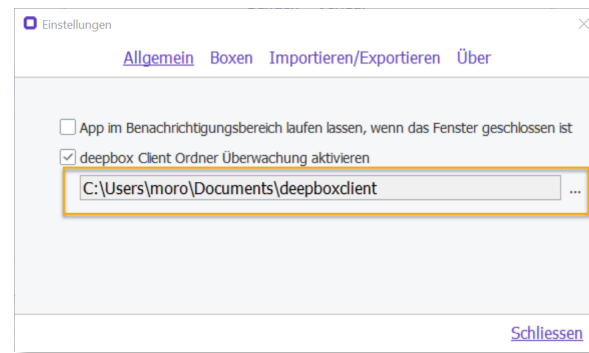 Einstellungen
Allgemein Boxen Importieren/Exportieren Über
App im Benachrichtigungsbereich laufen lassen, wenn das Fenster geschlossen ist
deepbox Client Ordner Überwachung aktivieren
C:\Users\moro\Documents\deepboxclient ...
Schliessen